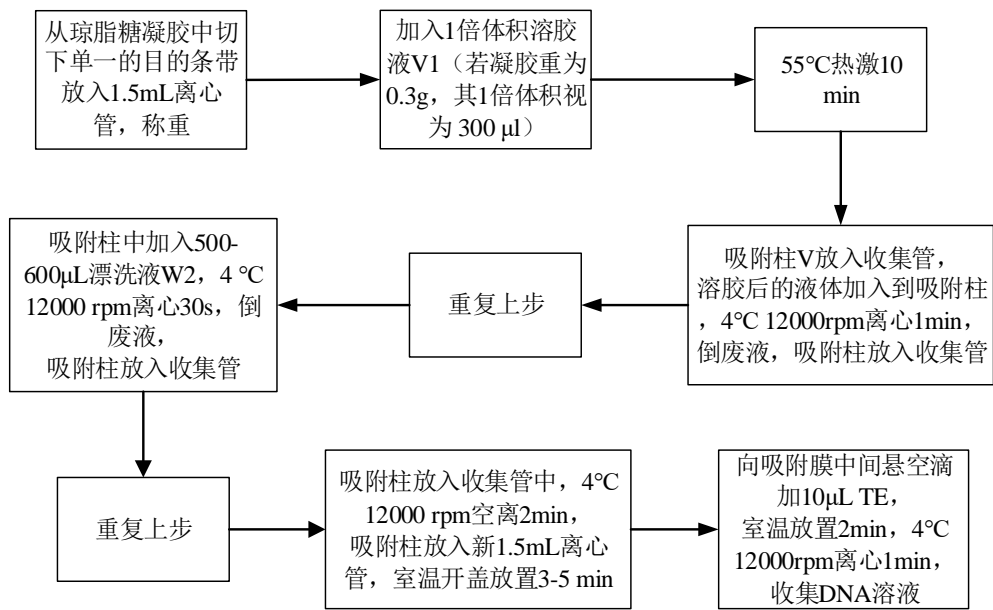 从琼脂糖凝胶中切
下单一的目的条带
放入1.5mL离心
管，称重
加入1倍体积溶胶
液V1（若凝胶重为
0.3g，其1倍体积视
为 300 μl）
55℃热激10
min
吸附柱V放入收集管，
溶胶后的液体加入到吸附柱
，4℃ 12000rpm离心1min，
倒废液，吸附柱放入收集管
重复上步
吸附柱中加入500-
600μL漂洗液W2，4 ℃
12000 rpm离心30s，倒
废液，
吸附柱放入收集管
重复上步
吸附柱放入收集管中，4℃
12000 rpm空离2min，
吸附柱放入新1.5mL离心
管，室温开盖放置3-5 min
向吸附膜中间悬空滴
加10μL TE，
室温放置2min，4℃
12000rpm离心1min，
收集DNA溶液